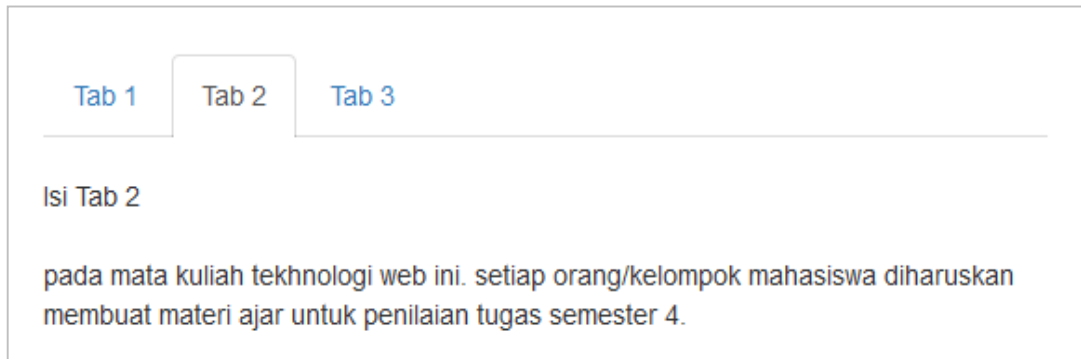 Tab 1 Tab 2 Tab 3
Isi Tab 2
pada mata kuliah tekhnologi web ini. setiap orang/kelompok mahasiswa diharuskan
membuat materi ajar untuk penilaian tugas semester 4.